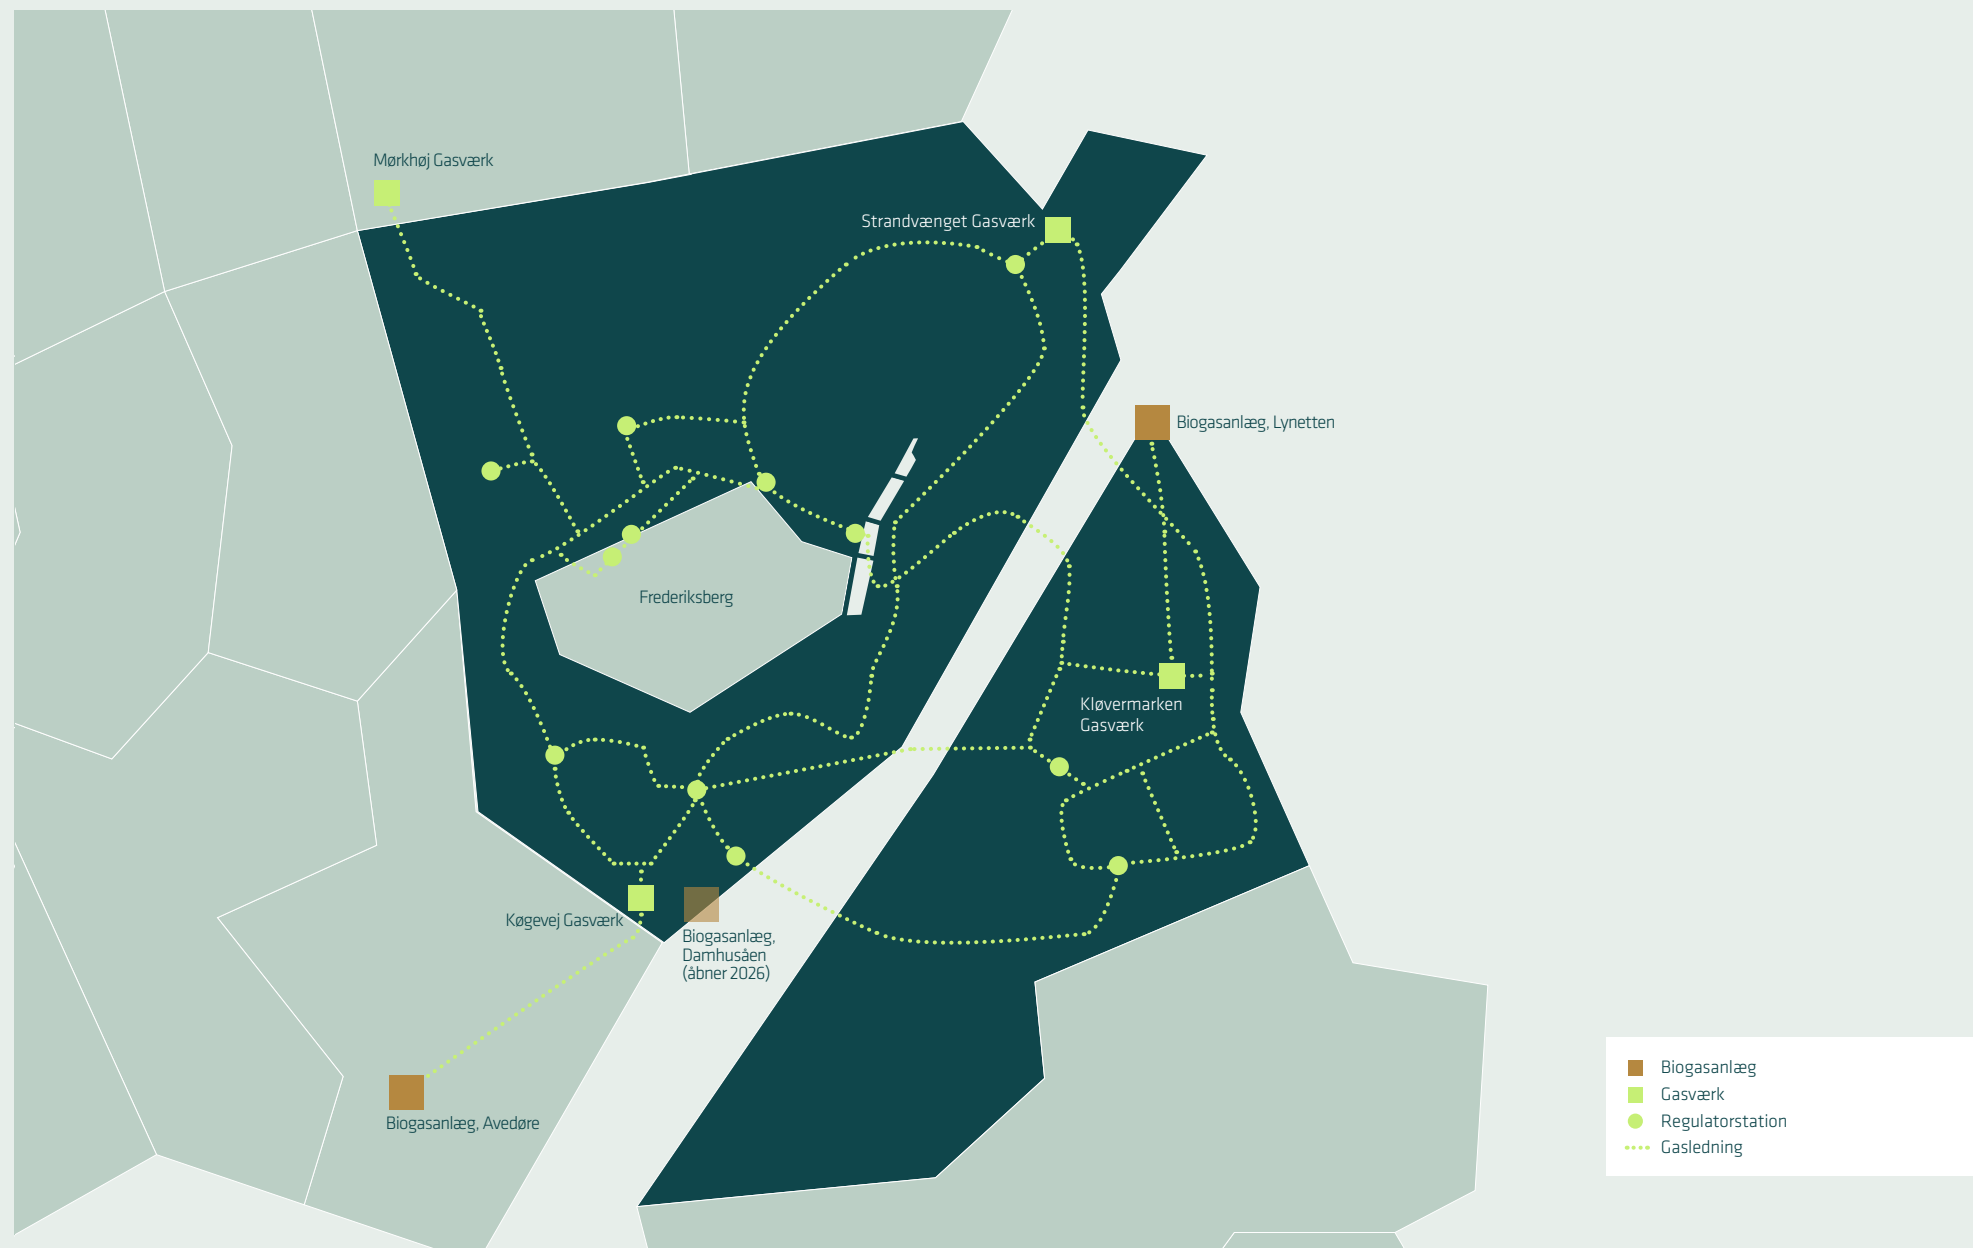 Mørkhøj Gasværk
Strandvænget Gasværk
Biogasanlæg, Lynetten
Frederiksberg
Kløvermarken
Gasværk
Køgevej Gasværk
Biogasanlæg,
Damhusåen
(åbner 2026)
Biogasanlæg, Avedøre
Biogasanlæg
Gasværk
Regulatorstation
Gasledning